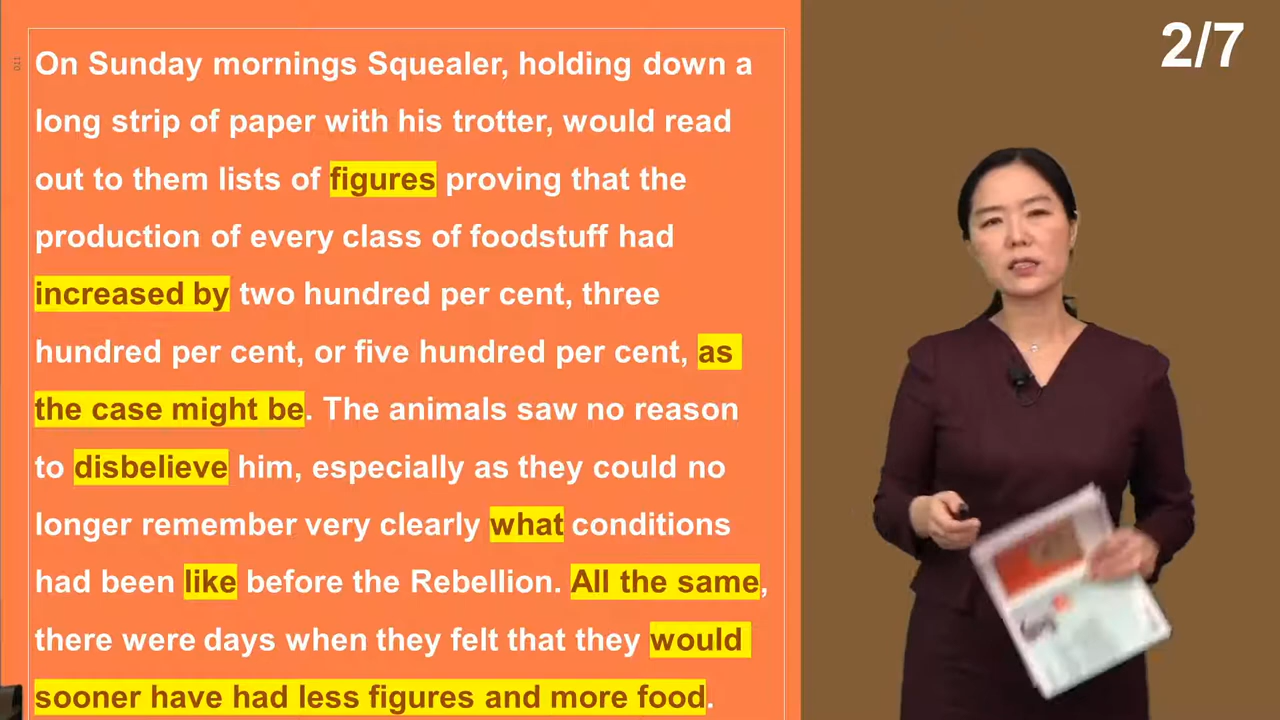 2/7
On Sunday mornings Squealer, holding down a
long strip of paper with his trotter, would read
out to them lists of figures proving that the
production of every class of foodstuff had
increased by two hundred per cent, three
hundred per cent, or five hundred per cent, as
the case might be. The animals saw no reason
to disbelieve him, especially as they could no
longer remember very clearly what conditions
had been like before the Rebellion. All the same,
there were days when they felt that they would
sooner have had less figures and more food.